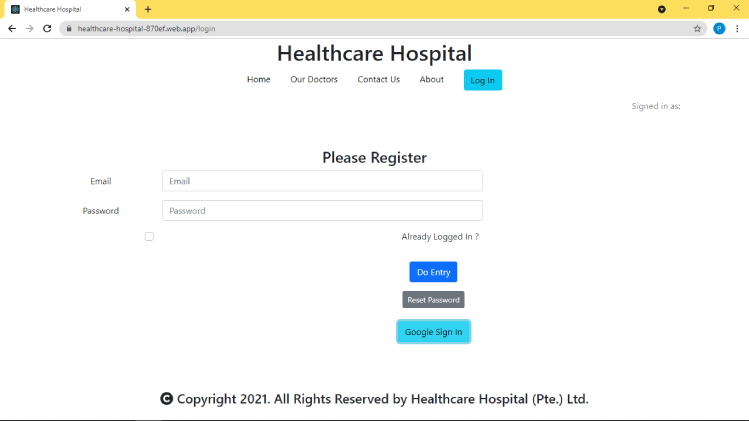 Healthcare Hospital
healthcare-hospital-870ef.web.app/login
P
Healthcare Hospital
Home Our Doctors Contact Us About Log In
Signed in as:
Please Register
Email Email
Password Password
Already Logged In ?
Do Entry
Reset Password
Google Sign In
C Copyright 2021. All Rights Reserved by Healthcare Hospital (Pte.) Ltd.